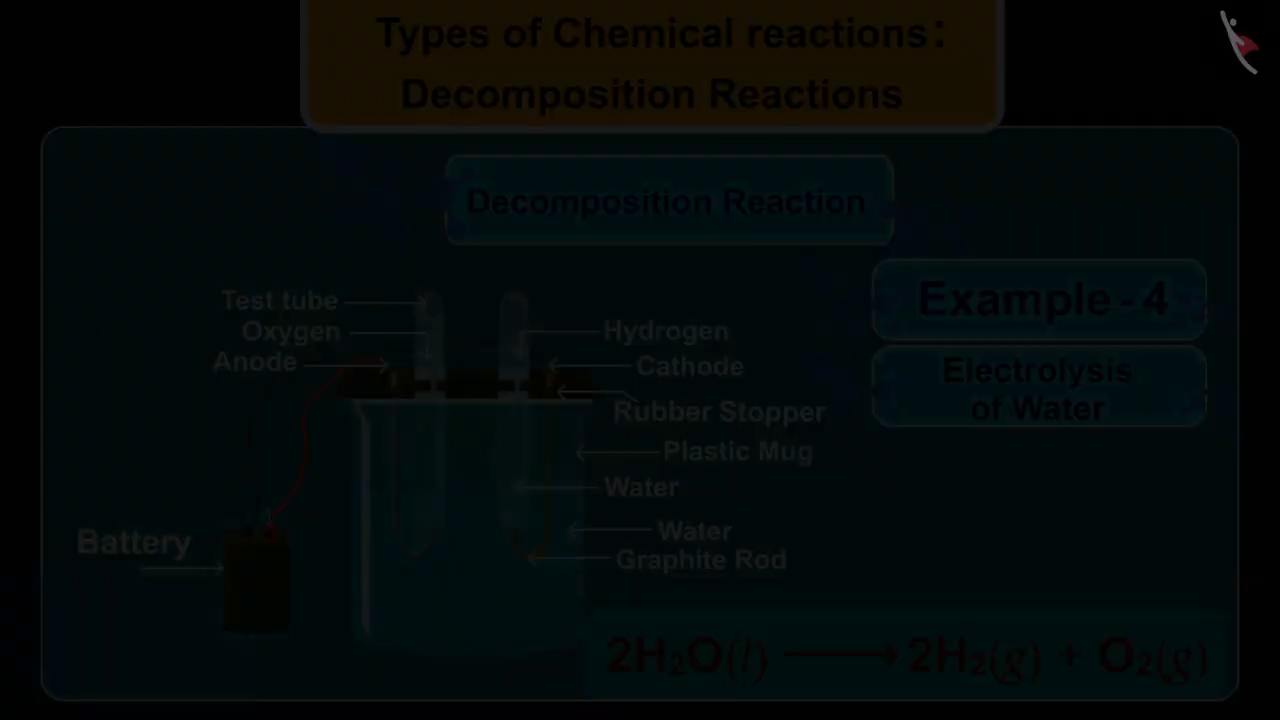 Types of Chemical reactions:
Decomposition Reactions
Decomposition Reaction
Example - 4
Electrolysis
of Water
Test tube
Oxygen
Anode
Hydrogen
Cathode
Rubber Stopper
Plastic Mug
Water
Water
Graphite Rod
Battery
2H₂O(l) ⟶ 2H₂(g) + O₂(g)